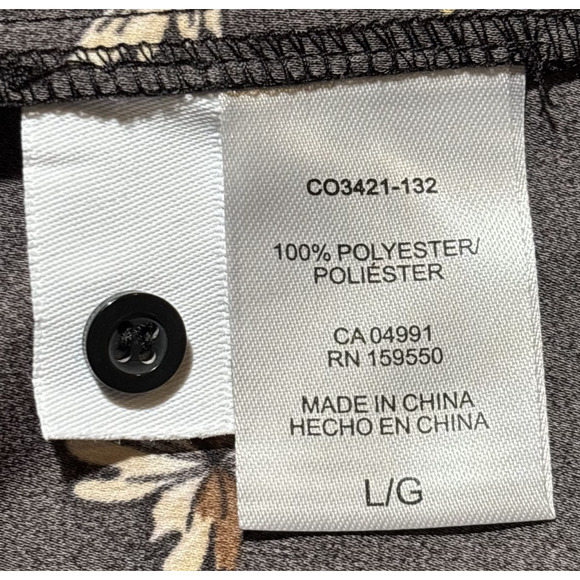 CO3421-132
100% POLYESTER/
POLIÉSTER
CA 04991
RN 159550
MADE IN CHINA
HECHO EN CHINA
L/G